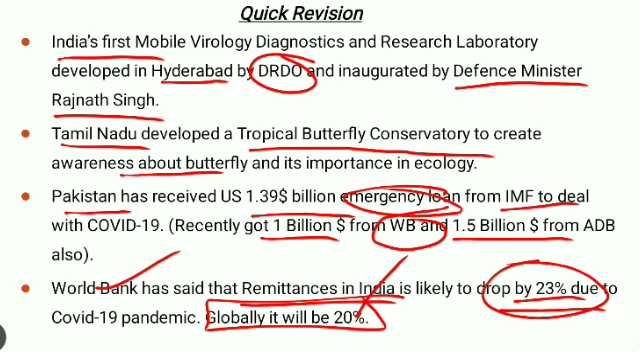 Quick Revision
India's first Mobile Virology Diagnostics and Research Laboratory
developed in Hyderabad by DRDO and inaugurated by Defence Minister
Rajnath Singh.
Tamil Nadu developed a Tropical Butterfly Conservatory to create
awareness about butterfly and its importance in ecology.
Pakistan has received US 1.39$ billion emergency loan from IMF to deal
with COVID-19. (Recently got 1 Billion $ from WB and 1.5 Billion $ from ADB
also).
World Bank has said that Remittances in India is likely to drop by 23% due to
Covid-19 pandemic. Globally it will be 20%.